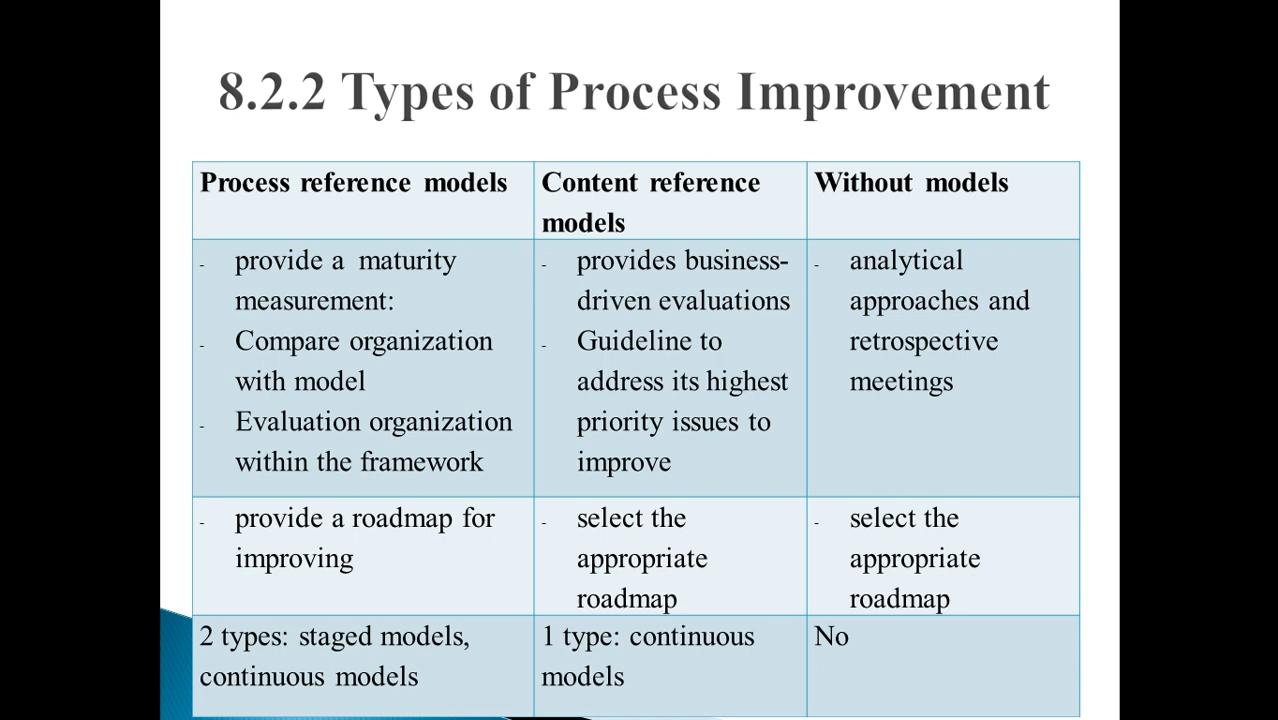 8.2.2 Types of Process Improvement
Process reference models
Content reference
models
Without models
- provide a maturity
measurement:
- Compare organization
with model
- Evaluation organization
within the framework
- provides business-
driven evaluations
- Guideline to
address its highest
priority issues to
improve
- analytical
approaches and
retrospective
meetings
- provide a roadmap for
improving
- select the
appropriate
roadmap
- select the
appropriate
roadmap
2 types: staged models,
continuous models
1 type: continuous
models
No